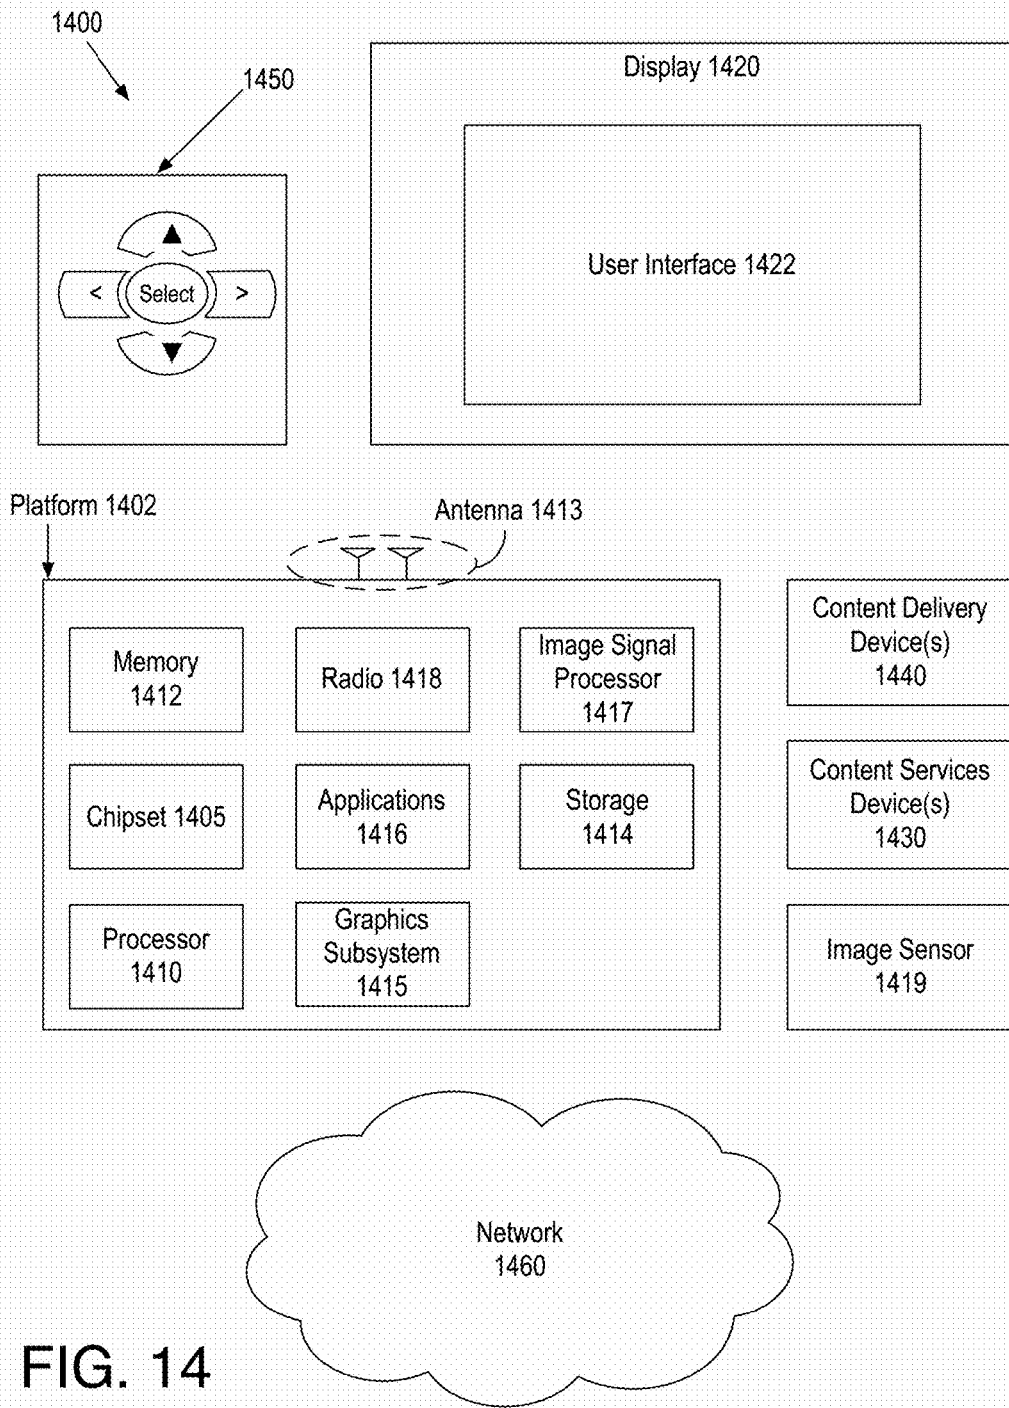 1400
1450
Display 1420
User Interface 1422
<
Select
>
Platform 1402
Antenna 1413
Memory
1412
Radio 1418
Image Signal
Processor
1417
Content Delivery
Device(s)
1440
Chipset 1405
Applications
1416
Storage
1414
Content Services
Device(s)
1430
Processor
1410
Graphics
Subsystem
1415
Image Sensor
1419
Network
1460
FIG. 14